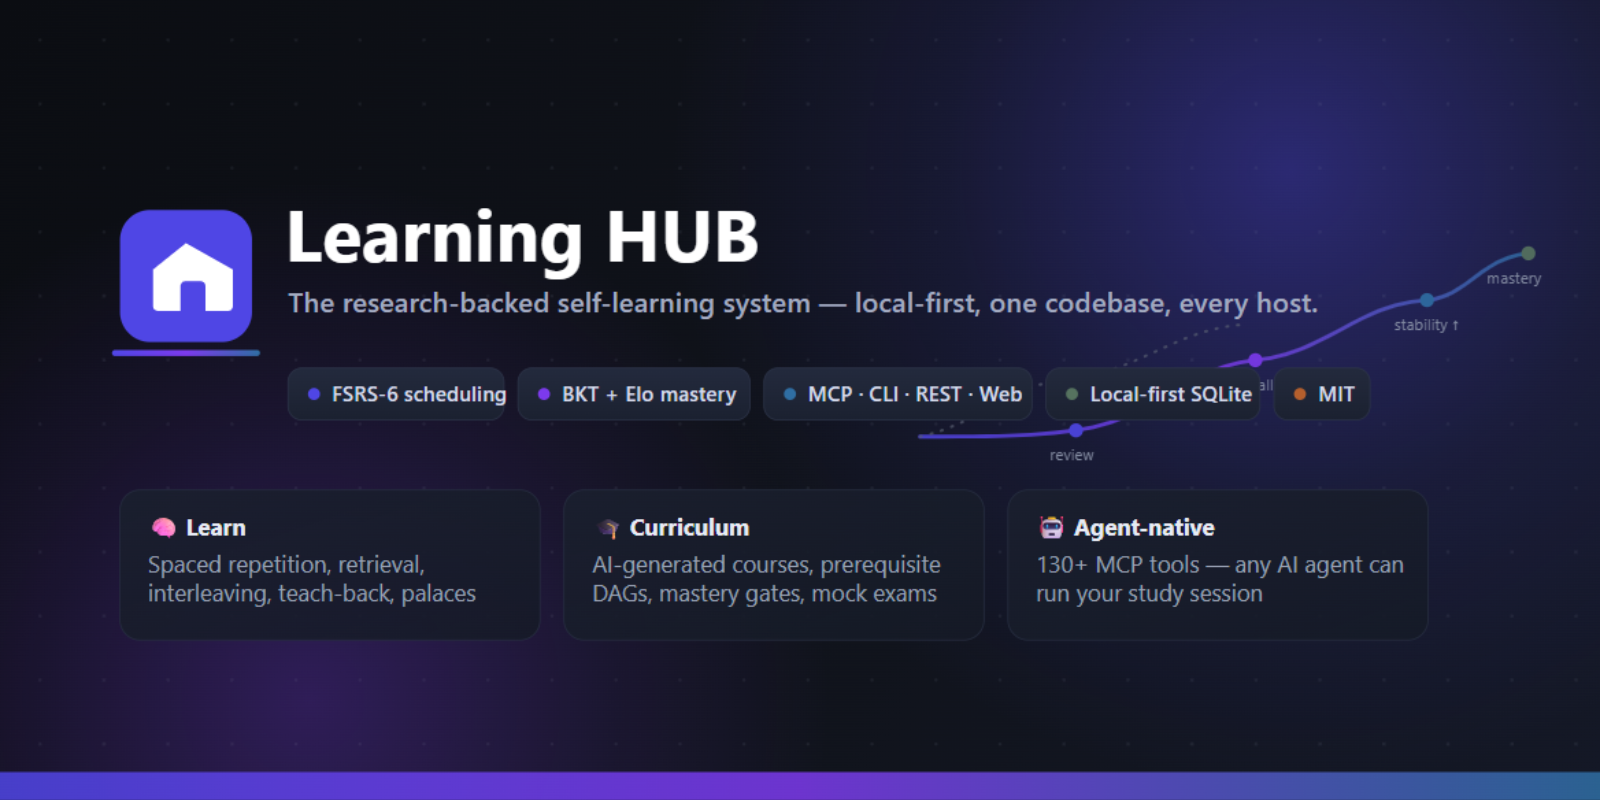 Learning HUB
The research-backed self-learning system — local-first, one codebase, every host.
mastery
stability ↑
FSRS-6 scheduling
BKT + Elo mastery
MCP · CLI · REST · Web
Local-first SQLite
MIT
review
🧠 Learn
Spaced repetition, retrieval,
interleaving, teach-back, palaces
🎓 Curriculum
AI-generated courses, prerequisite
DAGs, mastery gates, mock exams
🤖 Agent-native
130+ MCP tools — any AI agent can
run your study session